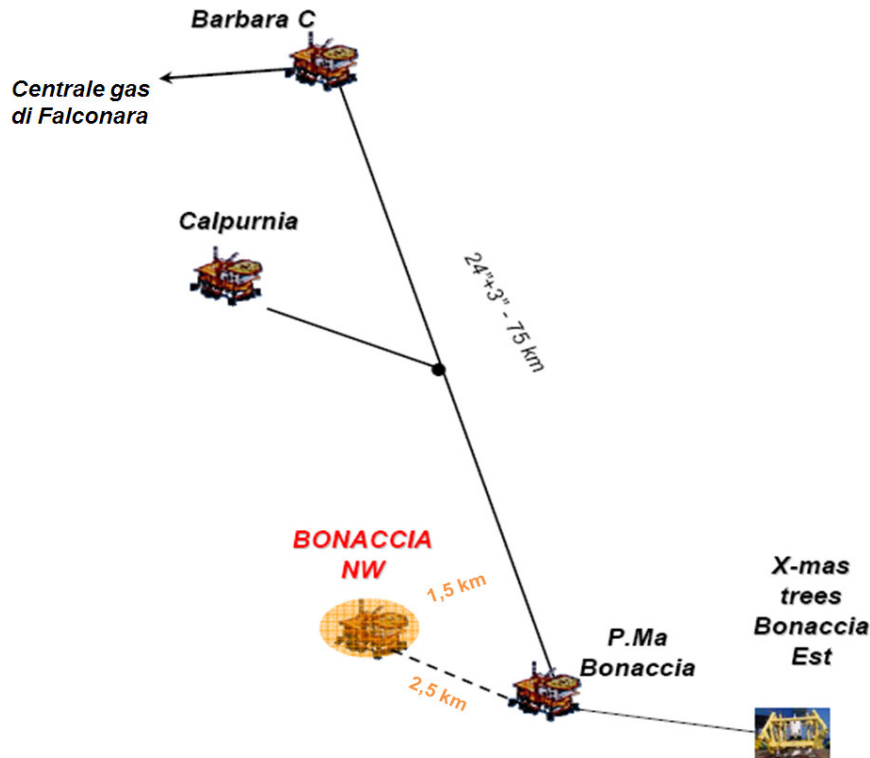 Barbara C
Centrale gas
di Falconara
Calpurnia
24"+3" - 75 km
BONACCIA
NW
1,5 km
2,5 km
P.Ma
Bonaccia
X-mas
trees
Bonaccia
Est